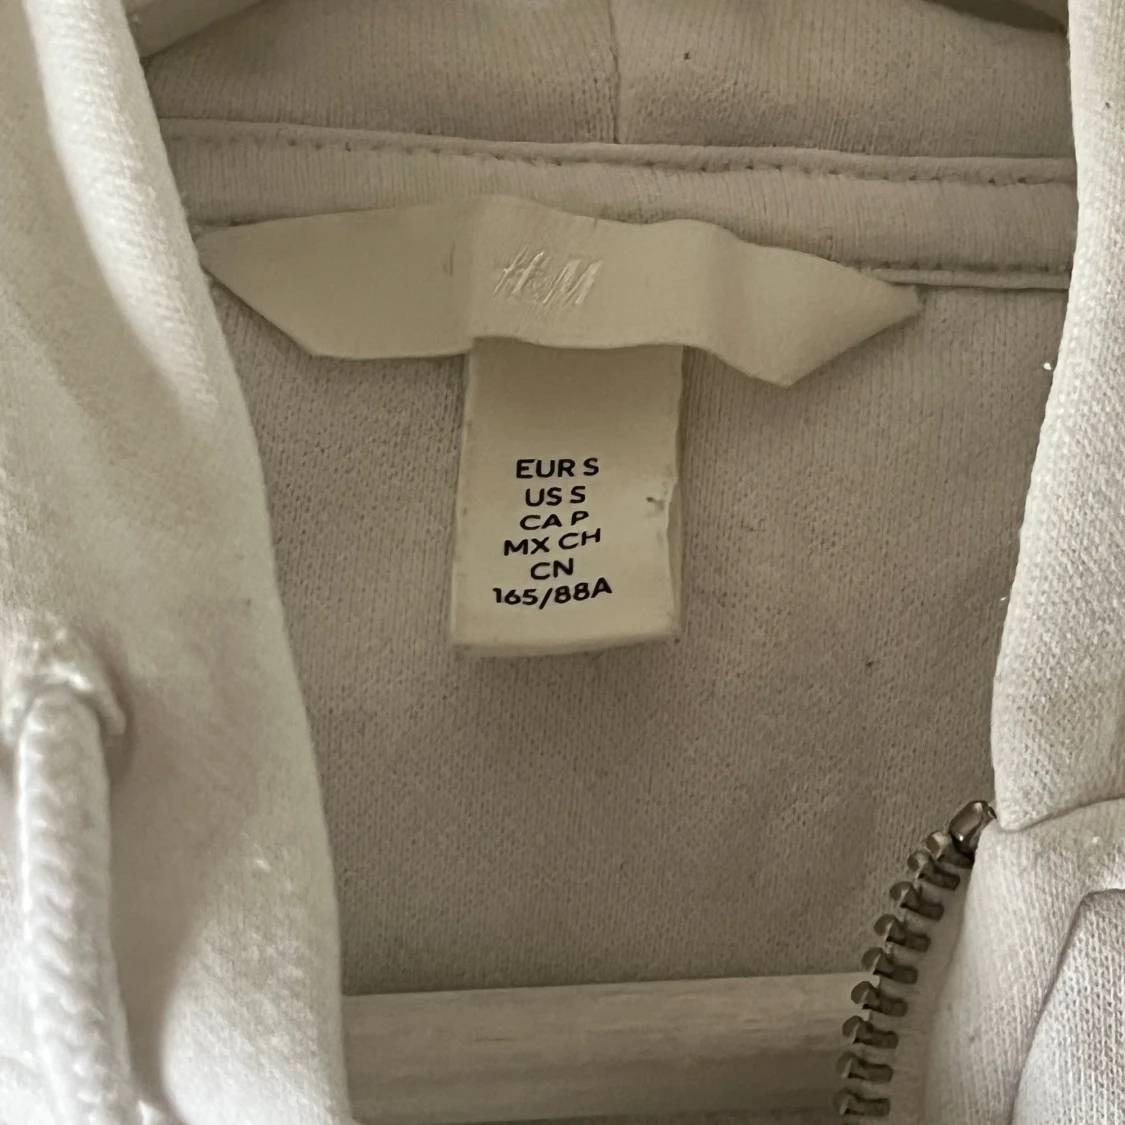 H&M
EUR S
US S
CA P
MX CH
CN
165/88A